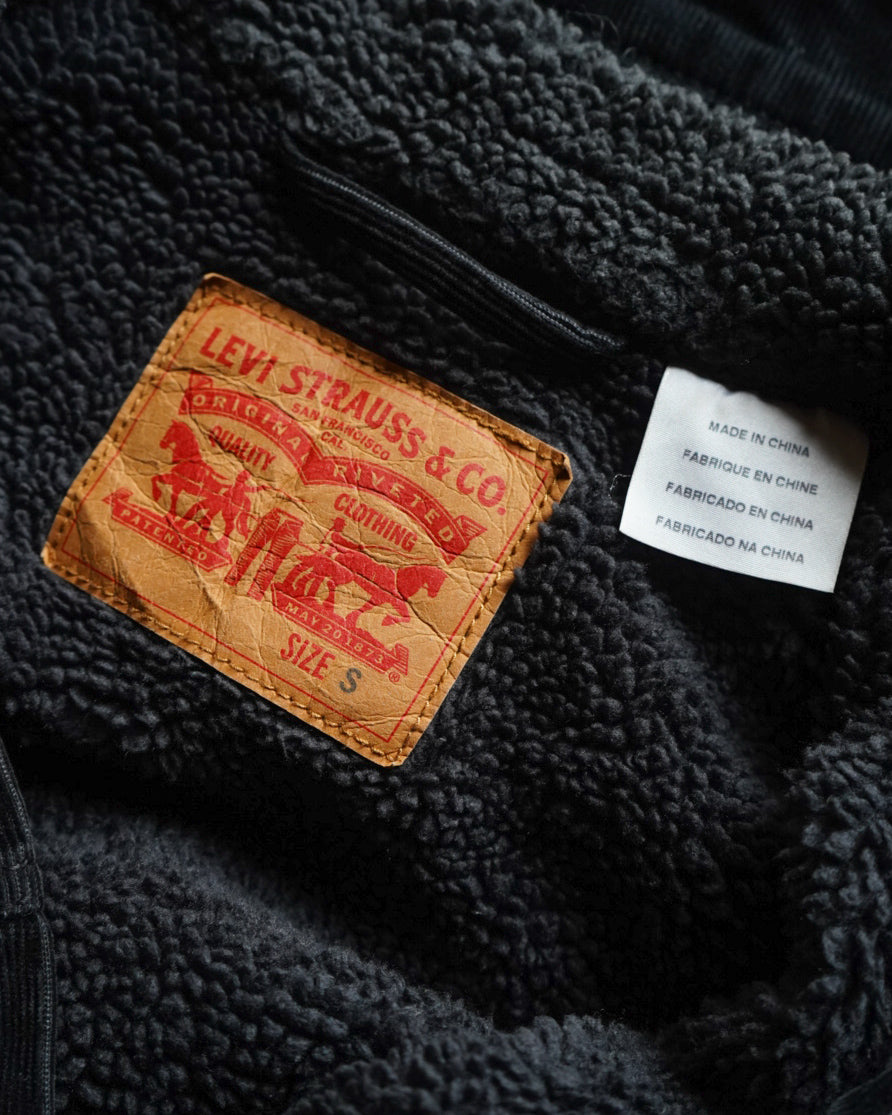 LEVI STRAUSS & CO.
SAN FRANCISCO
CAL
ORIGINAL RIVETED
QUALITY
CLOTHING
PATENTED
MAY 20 1873
SIZE S
®
MADE IN CHINA
FABRIQUE EN CHINE
FABRICADO EN CHINA
FABRICADO NA CHINA